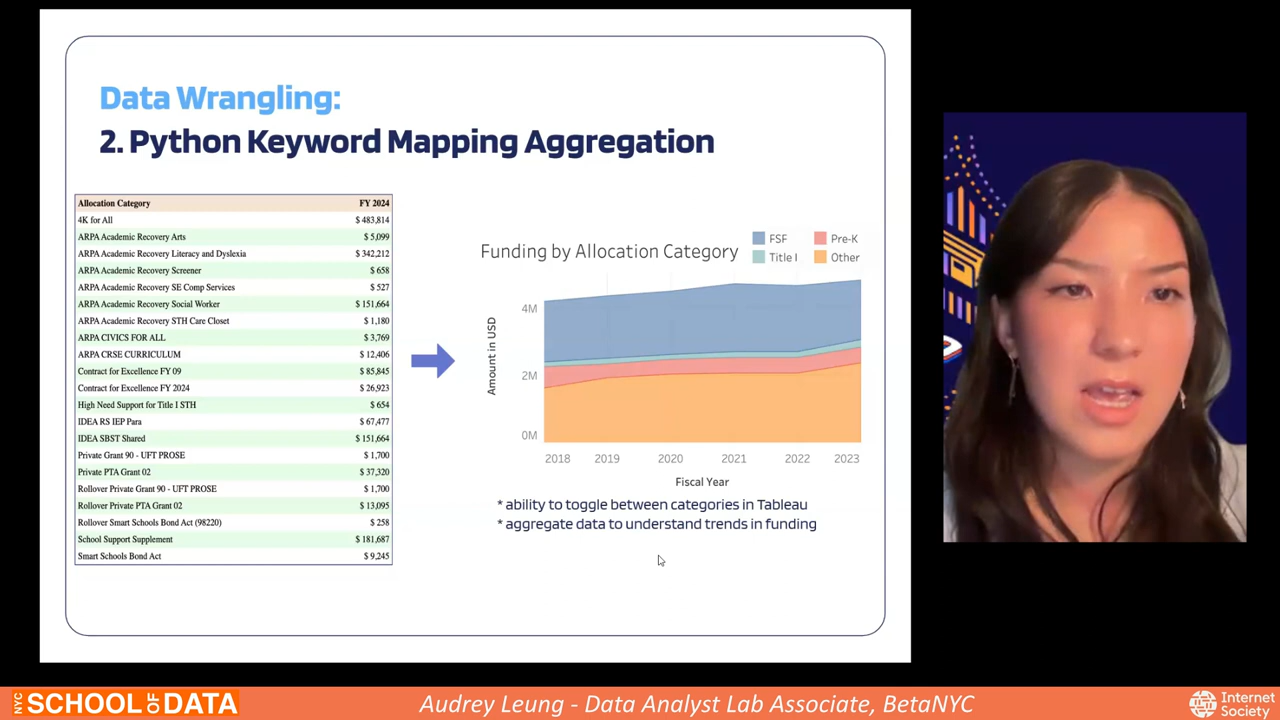 Data Wrangling:
2. Python Keyword Mapping Aggregation
Allocation Category FY 2024
4K for All $ 483,814
ARPA Academic Recovery Arts $ 5,099
ARPA Academic Recovery Literacy and Dyslexia $ 342,212
ARPA Academic Recovery Screener $ 658
ARPA Academic Recovery SE Comp Services $ 527
ARPA Academic Recovery Social Worker $ 151,664
ARPA Academic Recovery STH Care Closet $ 1,180
ARPA CIVICS FOR ALL $ 3,769
ARPA CRSE CURRICULUM $ 12,406
Contract for Excellence FY 09 $ 85,845
Contract for Excellence FY 2024 $ 26,923
High Need Support for Title I STH $ 654
IDEA RS IEP Para $ 67,477
IDEA SBST Shared $ 151,664
Private Grant 90 - UFT PROSE $ 1,700
Private PTA Grant 02 $ 37,320
Rollover Private Grant 90 - UFT PROSE $ 1,700
Rollover Private PTA Grant 02 $ 13,095
Rollover Smart Schools Bond Act (98220) $ 258
School Support Supplement $ 181,687
Smart Schools Bond Act $ 9,245
Funding by Allocation Category
FSF Pre-K
Title I Other
Amount in USD
4M
2M
0M
2018 2019 2020 2021 2022 2023
Fiscal Year
* ability to toggle between categories in Tableau
* aggregate data to understand trends in funding
NYC SCHOOL OF DATA
Audrey Leung - Data Analyst Lab Associate, BetaNYC
Internet
Society